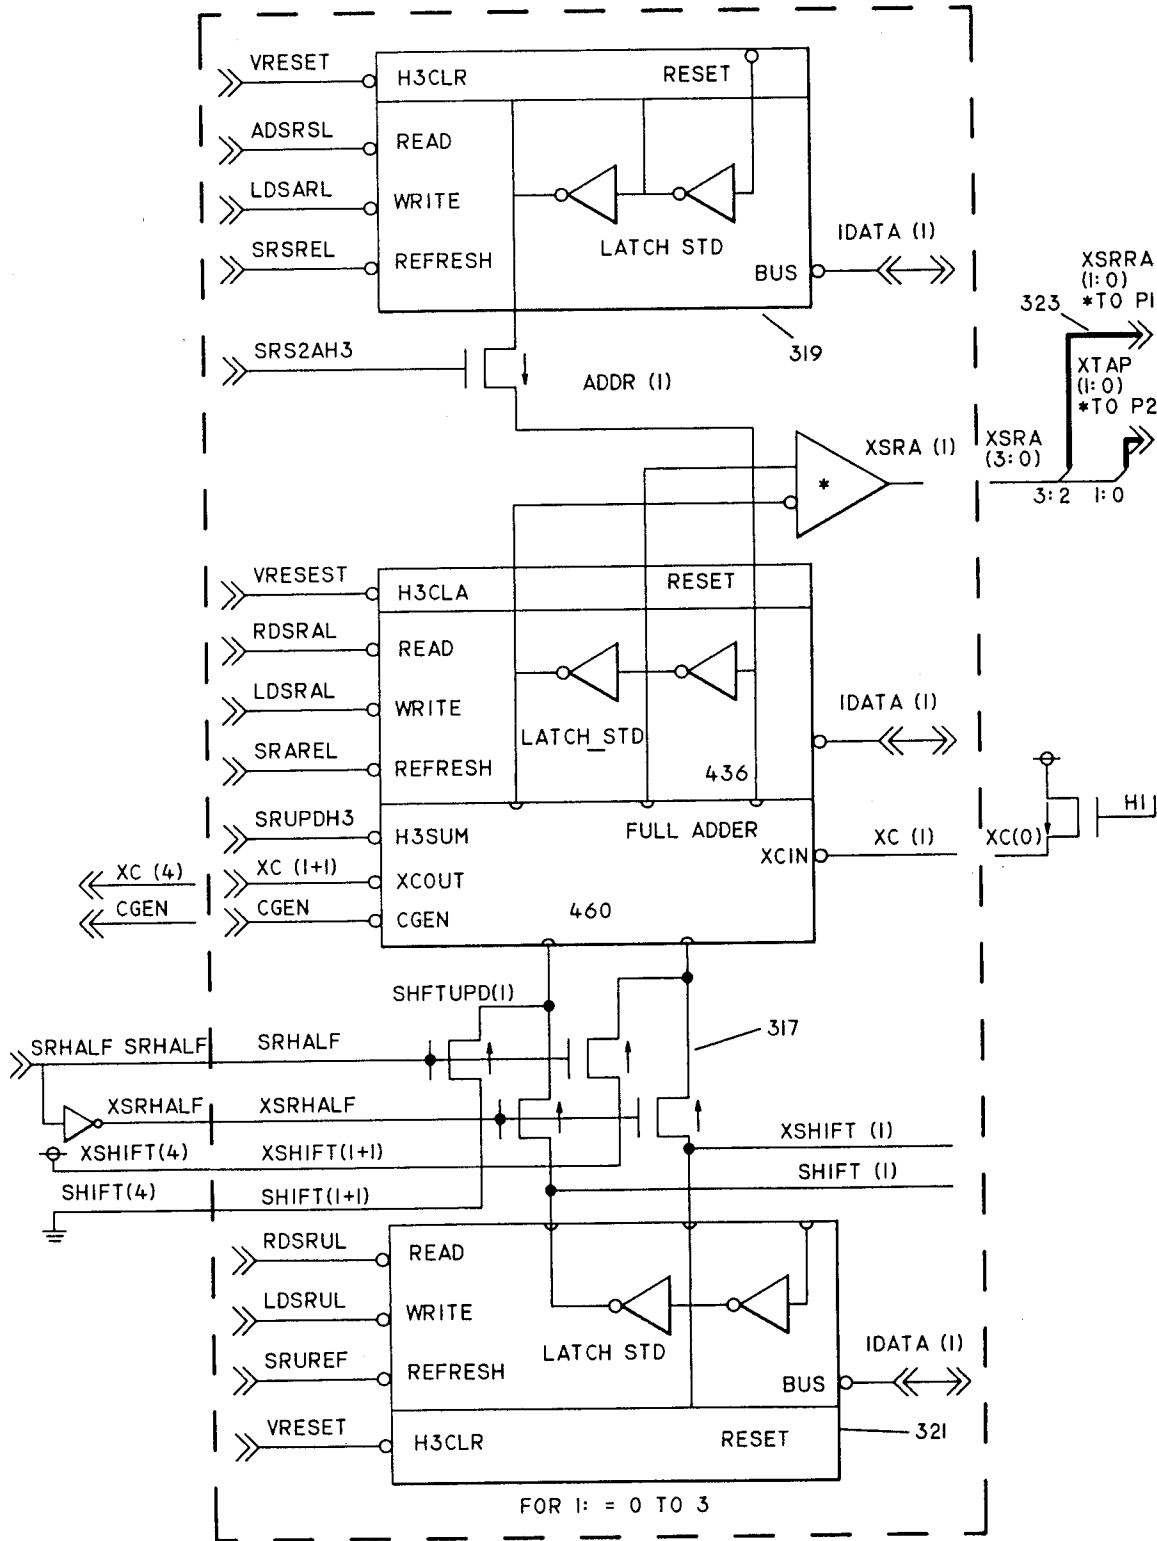 VRESET
H3CLR
RESET
ADSRSL
READ
LDSARL
WRITE
SRSREL
REFRESH
LATCH STD
BUS
IDATA (I)
319
SRS2AH3
ADDR (I)
XSRRA
(I:0)
*TO PI
323
XTAP
(I:0)
*TO P2
XSRA (I)
XSRA
(3:0)
*
3:2
I:0
VRESEST
H3CLA
RESET
RDSRAL
READ
LDSRAL
WRITE
SRAREL
REFRESH
LATCH_STD
436
IDATA (I)
SRUPDH3
H3SUM
FULL ADDER
XC (4)
XC (I+I)
XCOUT
XCIN
XC (I)
XC(0)
HI
CGEN
CGEN
CGEN
460
SHFTUPD(I)
317
SRHALF
SRHALF
SRHALF
XSRHALF
XSRHALF
XSHIFT(4)
XSHIFT(I+I)
XSHIFT (I)
SHIFT(4)
SHIFT(I+I)
SHIFT (I)
RDSRUL
READ
LDSRUL
WRITE
SRUREF
REFRESH
LATCH STD
BUS
IDATA (I)
VRESET
H3CLR
RESET
321
FOR I: = 0 TO 3